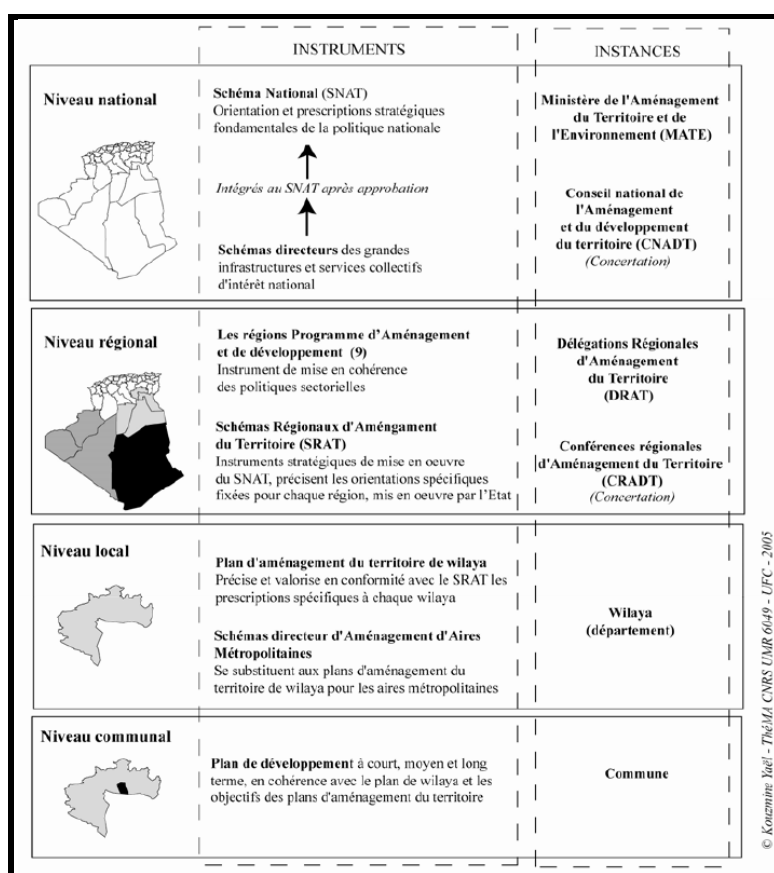 INSTRUMENTS
INSTANCES
Niveau national
Schéma National (SNAT)
Orientation et prescriptions stratégiques
fondamentales de la politique nationale
Intégrés au SNAT après approbation
Schémas directeurs des grandes
infrastructures et services collectifs
d'intérêt national
Ministère de l'Aménagement
du Territoire et de
l'Environnement (MATE)
Conseil national de
l'Aménagement
et du développement
du territoire (CNADT)
(Concertation)
Niveau régional
Les régions Programme d'Aménagement
et de développement (9)
Instrument de mise en cohérence
des politiques sectorielles
Schémas Régionaux d'Améngament
du Territoire (SRAT)
Instruments stratégiques de mise en oeuvre
du SNAT, précisent les orientations spécifiques
fixées pour chaque région, mis en oeuvre par l'Etat
Délégations Régionales
d'Aménagement
du Territoire
(DRAT)
Conférences régionales
d'Aménagement du Territoire
(CRADT)
(Concertation)
Niveau local
Plan d'aménagement du territoire de wilaya
Précise et valorise en conformité avec le SRAT les
prescriptions spécifiques à chaque wilaya
Schémas directeur d'Aménagement d'Aires
Métropolitaines
Se substituent aux plans d'aménagement du
territoire de wilaya pour les aires métropolitaines
Wilaya
(département)
Niveau communal
Plan de développement à court, moyen et long
terme, en cohérence avec le plan de wilaya et les
objectifs des plans d'aménagement du territoire
Commune
© Kouzmine Yaël - ThéMA CNRS UMR 6049 - UFC - 2005